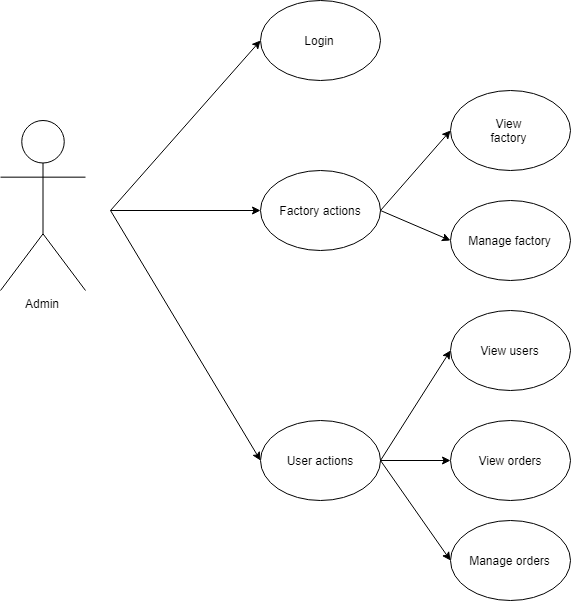 Login
View
factory
Factory actions
Manage factory
Admin
View users
User actions
View orders
Manage orders